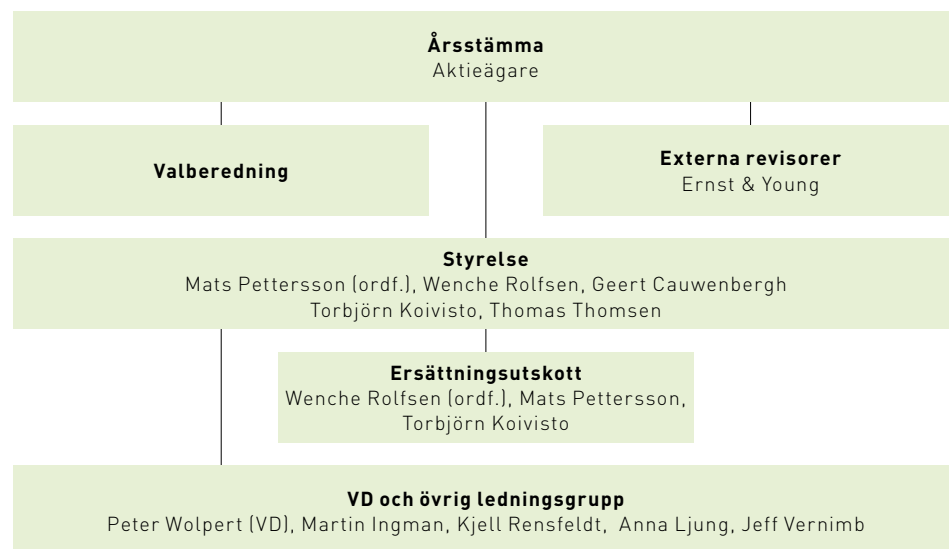 Årsstämma
Aktieägare
Valberedning
Externa revisorer
Ernst & Young
Styrelse
Mats Pettersson (ordf.), Wenche Rolfsen, Geert Cauwenbergh
Torbjörn Koivisto, Thomas Thomsen
Ersättningsutskott
Wenche Rolfsen (ordf.), Mats Pettersson,
Torbjörn Koivisto
VD och övrig ledningsgrupp
Peter Wolpert (VD), Martin Ingman, Kjell Rensfeldt, Anna Ljung, Jeff Vernimb